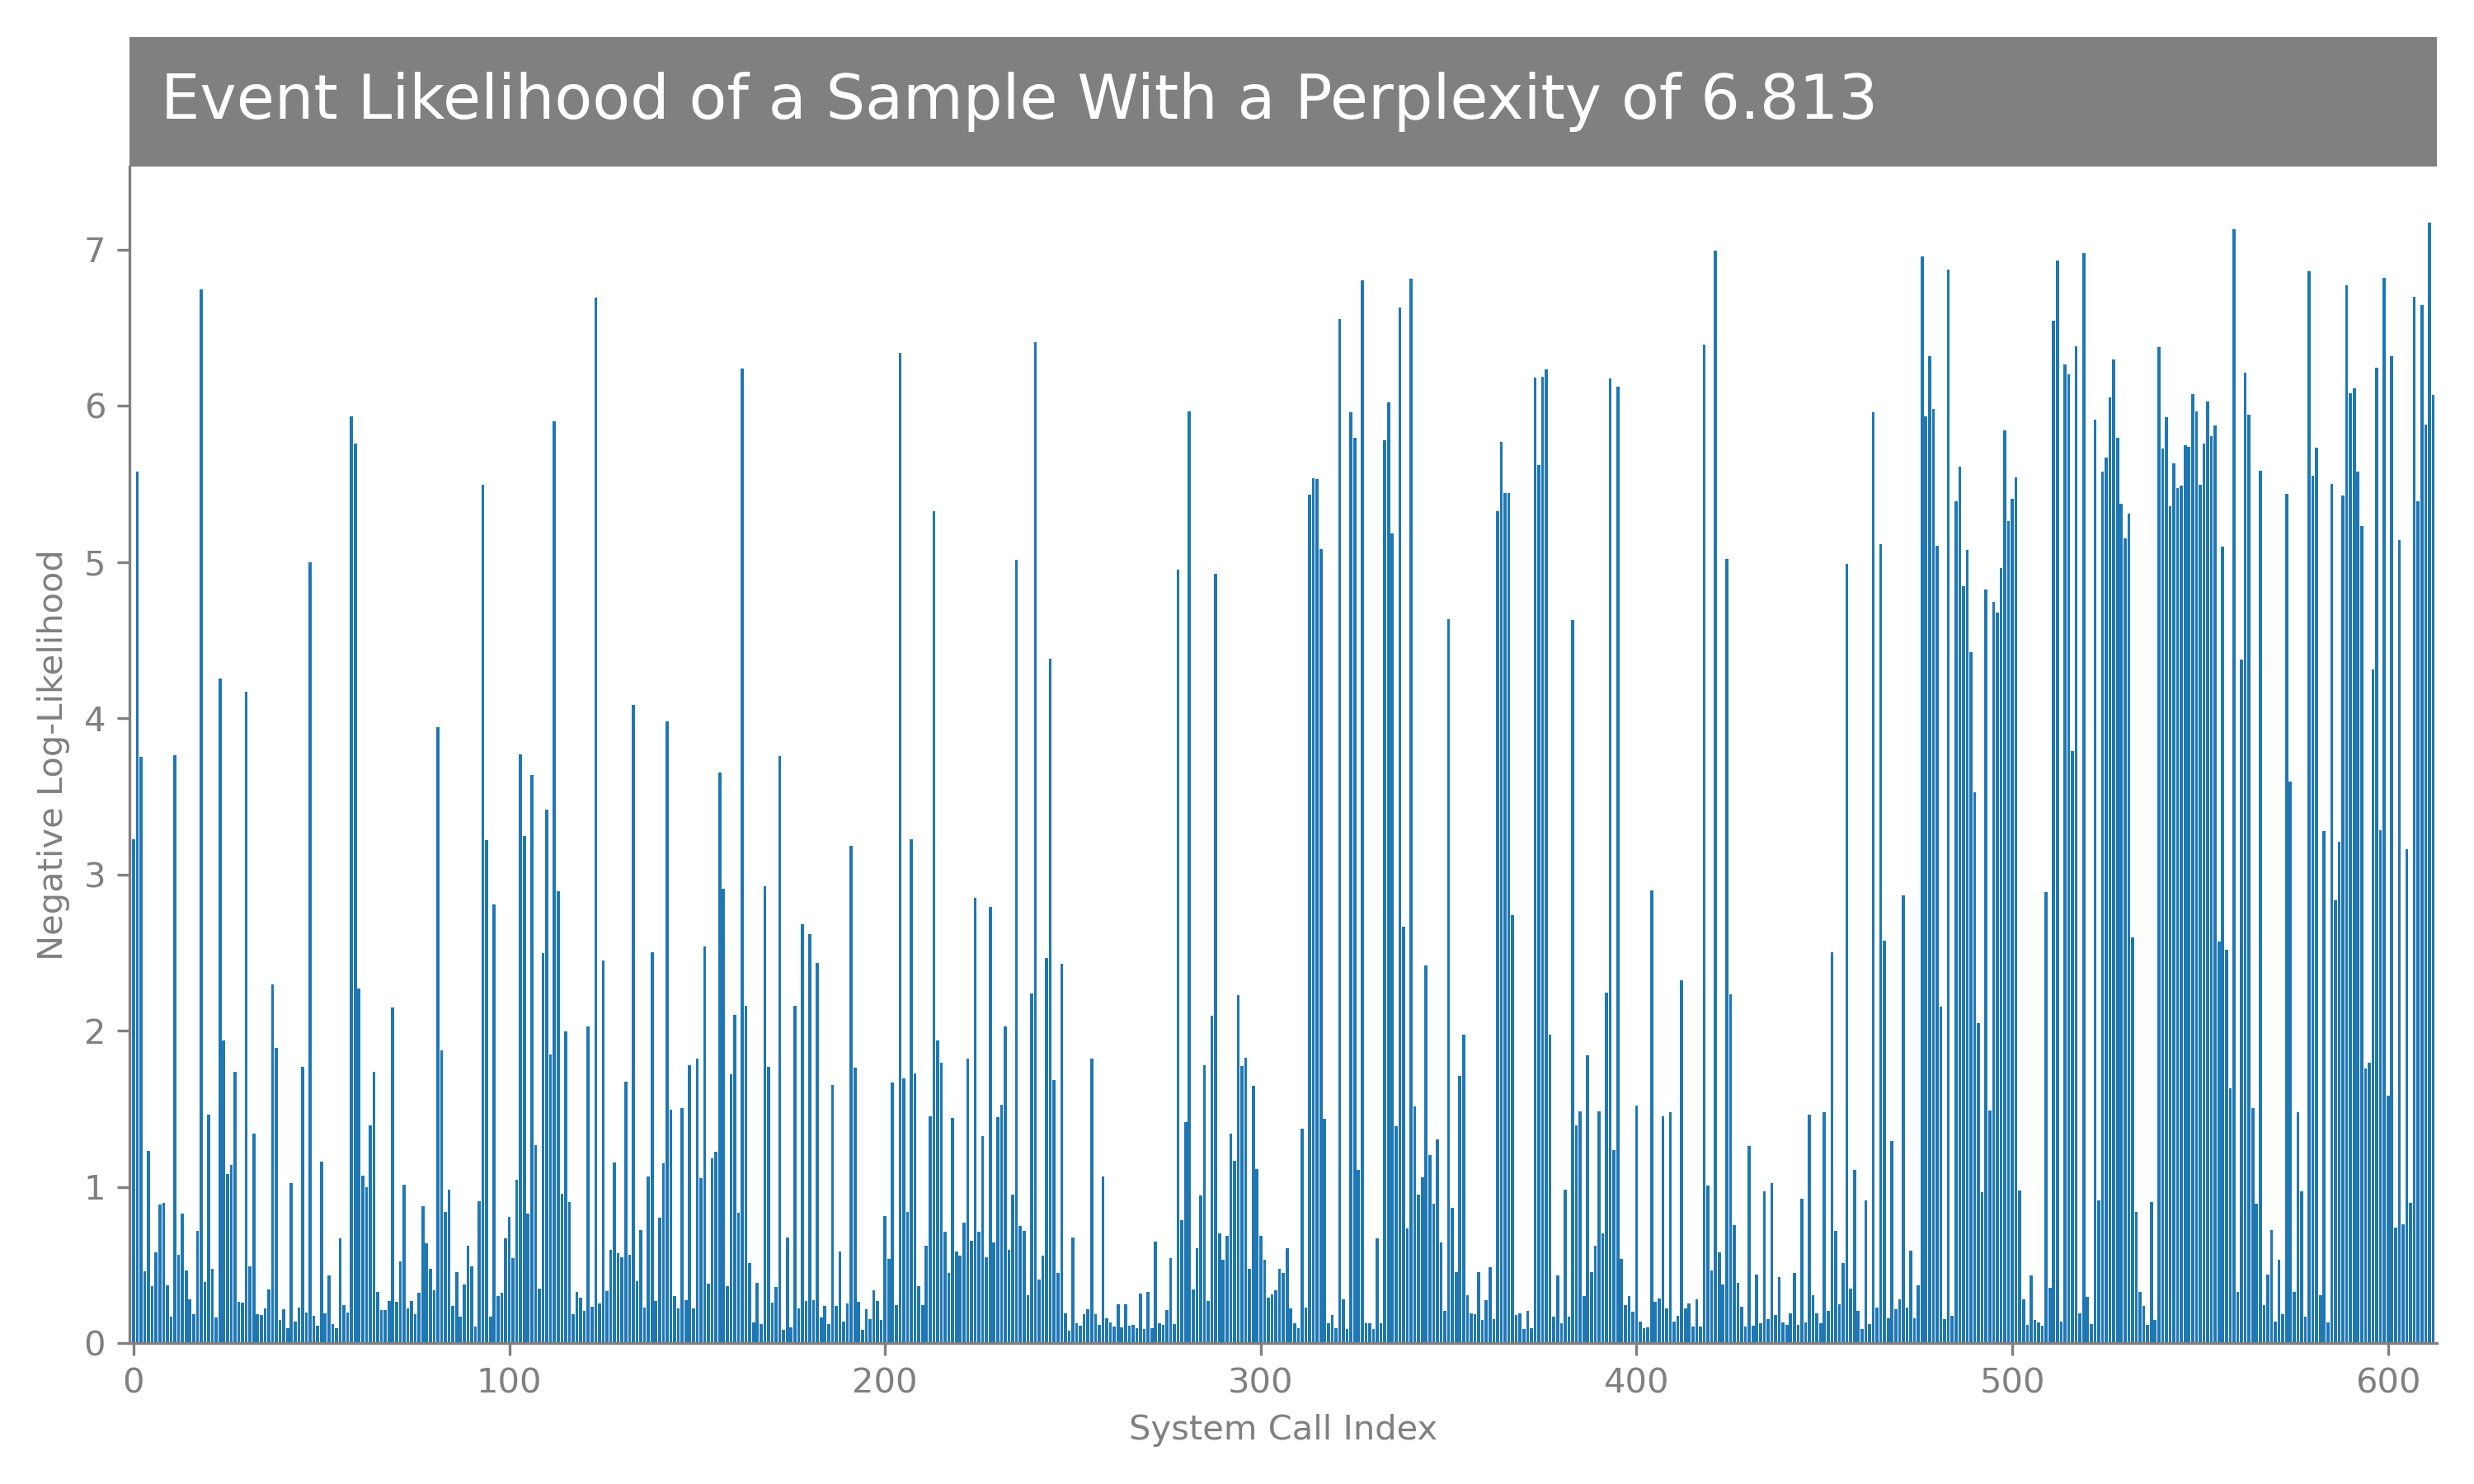 Event Likelihood of a Sample With a Perplexity of 6.813
7
6
5
4
3
2
1
0
Negative Log-Likelihood
0 100 200 300 400 500 600
System Call Index